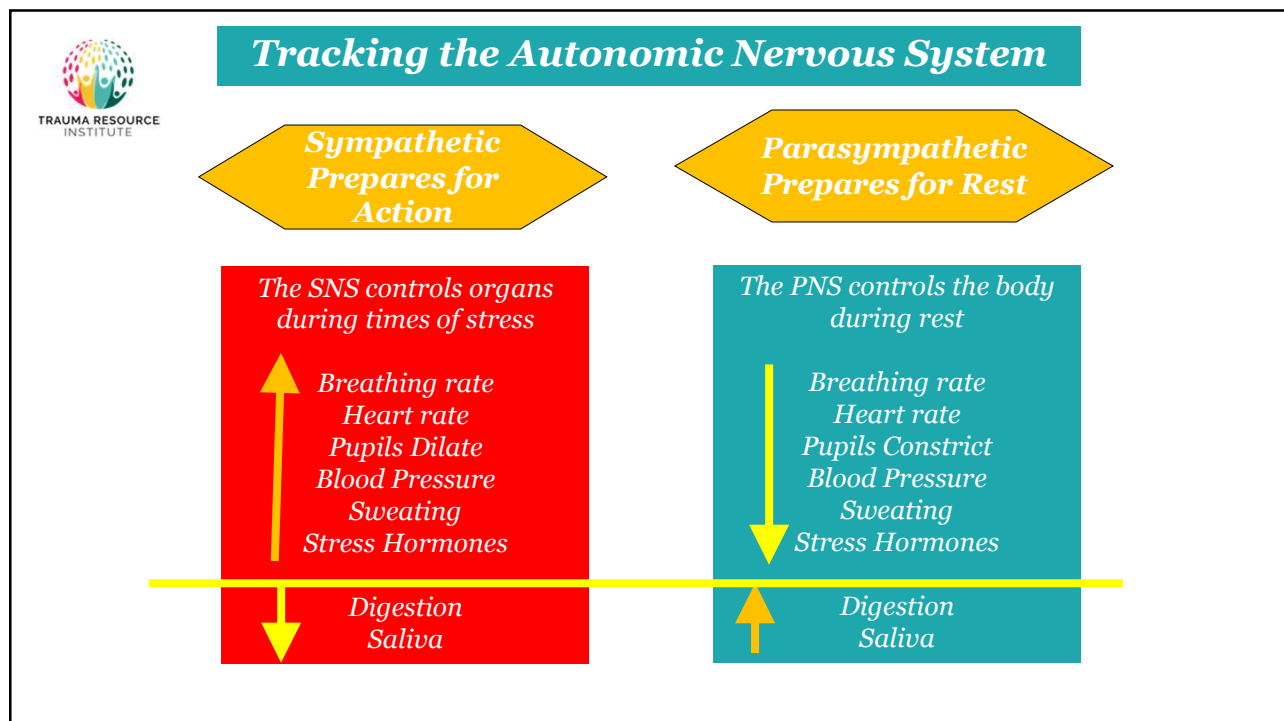 Tracking the Autonomic Nervous System
TRAUMA RESOURCE
INSTITUTE
Sympathetic
Prepares for
Action
Parasympathetic
Prepares for Rest
The SNS controls organs
during times of stress
Breathing rate
Heart rate
Pupils Dilate
Blood Pressure
Sweating
Stress Hormones
Digestion
Saliva
The PNS controls the body
during rest
Breathing rate
Heart rate
Pupils Constrict
Blood Pressure
Sweating
Stress Hormones
Digestion
Saliva